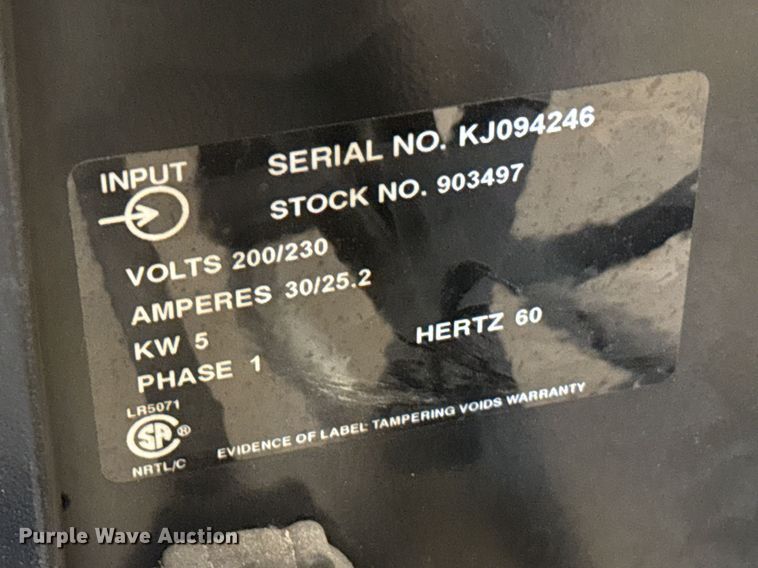 INPUT
SERIAL NO. KJ094246
STOCK NO. 903497
VOLTS 200/230
AMPERES 30/25.2
KW 5
HERTZ 60
PHASE 1
LR5071
SA®
NRTL/C
EVIDENCE OF LABEL TAMPERING VOIDS WARRANTY
Purple Wave Auction®